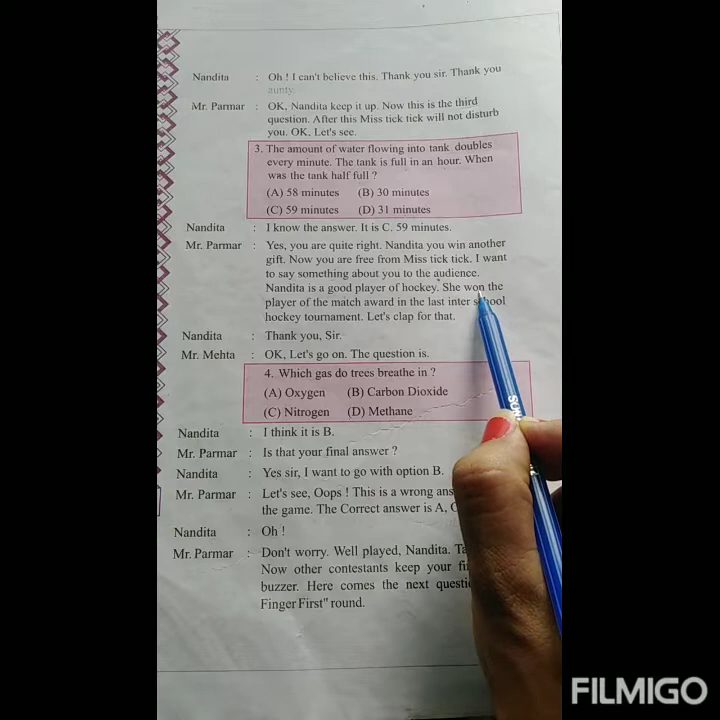 Nandita : Oh ! I can't believe this. Thank you sir. Thank you
aunty.
Mr. Parmar : OK, Nandita keep it up. Now this is the third
question. After this Miss tick tick will not disturb
you. OK, Let's see.
3. The amount of water flowing into tank doubles
every minute. The tank is full in an hour. When
was the tank half full ?
(A) 58 minutes (B) 30 minutes
(C) 59 minutes (D) 31 minutes
Nandita : I know the answer. It is C. 59 minutes.
Mr. Parmar : Yes, you are quite right. Nandita you win another
gift. Now you are free from Miss tick tick. I want
to say something about you to the audience.
Nandita is a good player of hockey. She won the
player of the match award in the last inter school
hockey tournament. Let's clap for that.
Nandita : Thank you, Sir.
Mr. Mehta : OK, Let's go on. The question is.
4. Which gas do trees breathe in ?
(A) Oxygen (B) Carbon Dioxide
(C) Nitrogen (D) Methane
Nandita : I think it is B.
Mr. Parmar : Is that your final answer ?
Nandita : Yes sir, I want to go with option B.
Mr. Parmar : Let's see, Oops ! This is a wrong
the game. The Correct answer is A,
Nandita : Oh !
Mr. Parmar : Don't worry. Well played, Nandita.
Now other contestants keep your
buzzer. Here comes the next
Finger First" round.
FILMIGO